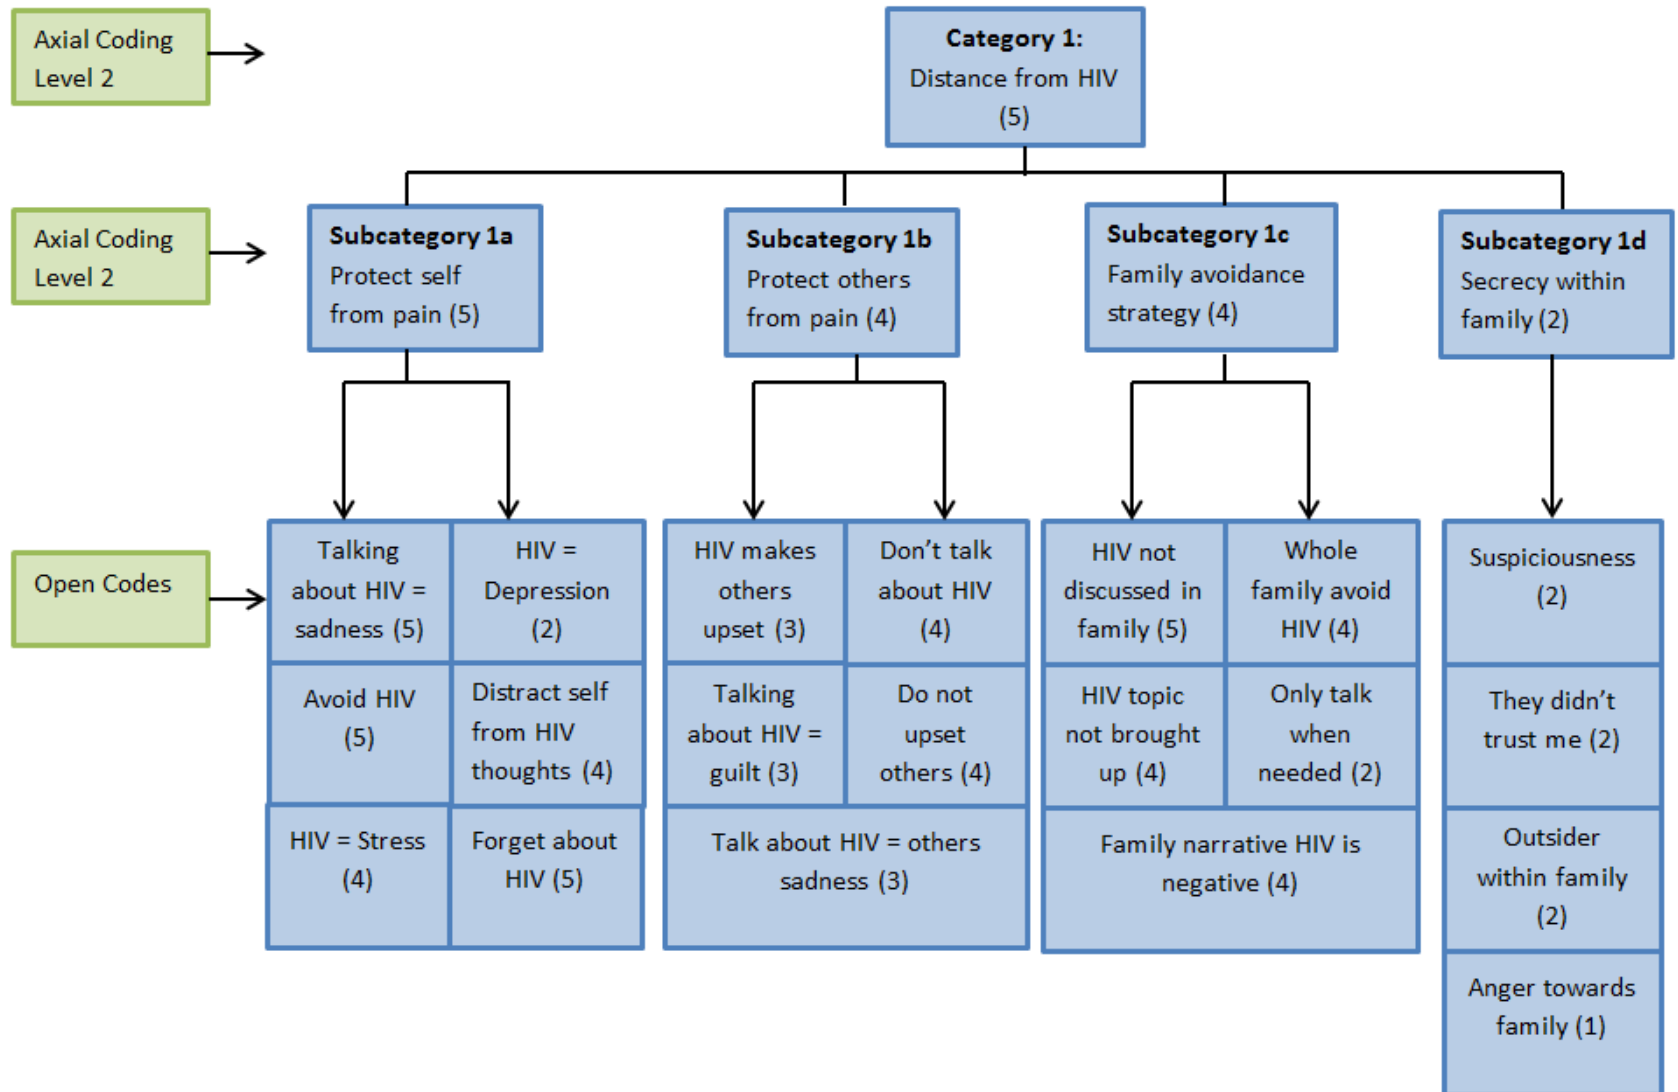 Axial Coding
Level 2
Category 1:
Distance from HIV
(5)
Axial Coding
Level 2
Subcategory 1a
Protect self
from pain (5)
Subcategory 1b
Protect others
from pain (4)
Subcategory 1c
Family avoidance
strategy (4)
Subcategory 1d
Secrecy within
family (2)
Open Codes
Talking
about HIV =
sadness (5)
HIV =
Depression
(2)
Avoid HIV
(5)
Distract self
from HIV
thoughts (4)
HIV = Stress
(4)
Forget about
HIV (5)
HIV makes
others
upset (3)
Don’t talk
about HIV
(4)
Talking
about HIV =
guilt (3)
Do not
upset
others (4)
Talk about HIV = others
sadness (3)
HIV not
discussed in
family (5)
Whole
family avoid
HIV (4)
HIV topic
not brought
up (4)
Only talk
when
needed (2)
Family narrative HIV is
negative (4)
Suspiciousness
(2)
They didn’t
trust me (2)
Outsider
within family
(2)
Anger towards
family (1)